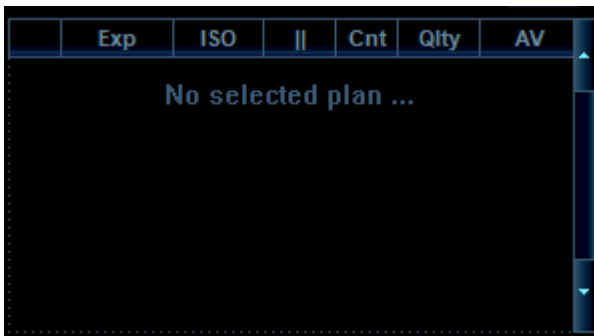 Exp ISO || Cnt Qlty AV
No selected plan ...